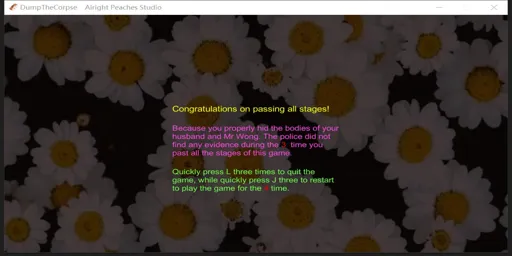 DumpTheCorpse Alright Peaches Studio
Congratulations on passing all stages!
Because you properly hid the bodies of your
husband and Mr Wong. The police did not
find any evidence during the time you
past all the stages of this game.
Quickly press L three times to quit the
game, while quickly press J three to restart
to play the game for the time.